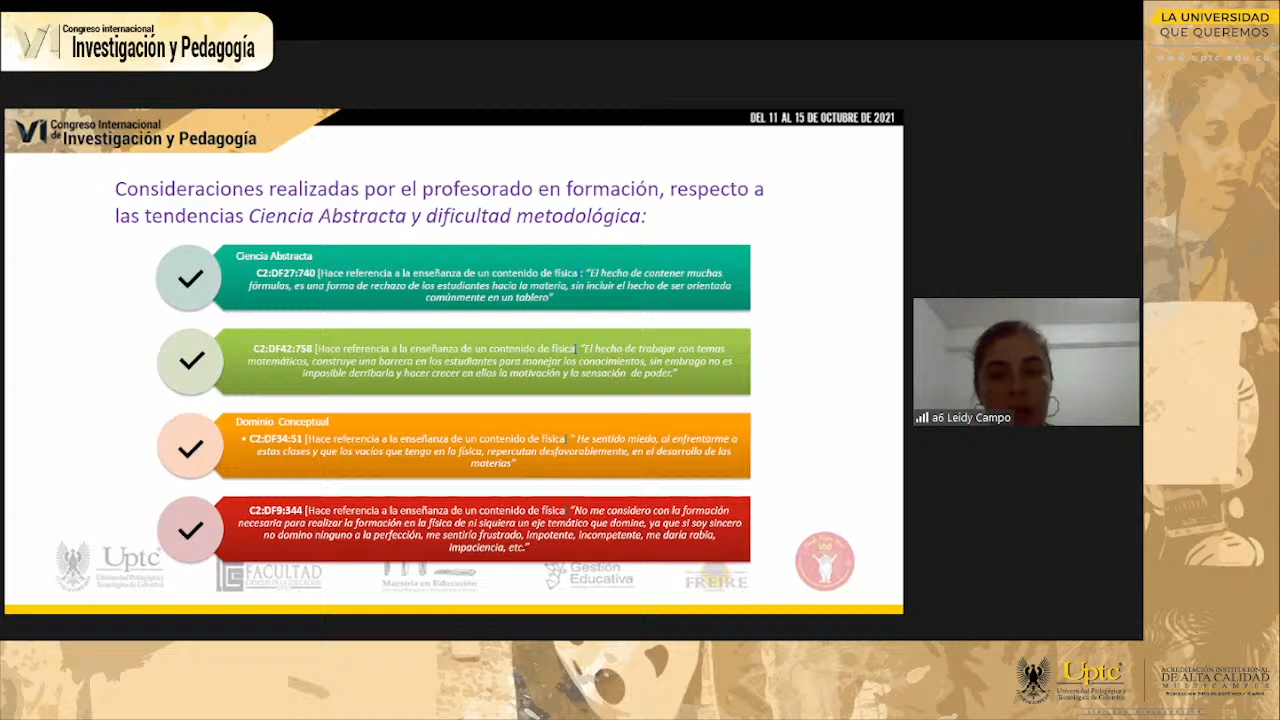 Congreso internacional
VI Investigación y Pedagogía
LA UNIVERSIDAD
QUE QUEREMOS
www.uptc.edu.co
VI Congreso Internacional
de Investigación y Pedagogía
DEL 11 AL 15 DE OCTUBRE DE 2021
Consideraciones realizadas por el profesorado en formación, respecto a
las tendencias Ciencia Abstracta y dificultad metodológica:
Ciencia Abstracta
C2:DF27:740 [Hace referencia a la enseñanza de un contenido de física : “El hecho de contener muchas
fórmulas, es una forma de rechazo de los estudiantes hacia la materia, sin incluir el hecho de ser orientada
comúnmente en un tablero”
C2:DF42:758 [Hace referencia a la enseñanza de un contenido de física] “El hecho de trabajar con temas
matemáticos, construye una barrera en los estudiantes para manejar los conocimientos, sin embrago no es
imposible derribarla y hacer crecer en ellos la motivación y la sensación de poder.”
Dominio Conceptual
• C2:DF34:51 [Hace referencia a la enseñanza de un contenido de física] “ He sentido miedo, al enfrentarme a
estas clases y que los vacíos que tengo en la física, repercutan desfavorablemente, en el desarrollo de las
materias”
C2:DF9:344 [Hace referencia a la enseñanza de un contenido de física] “No me considero con la formación
necesaria para realizar la formación en la física de ni siquiera un eje temático que domine, ya que si soy sincero
no domino ninguno a la perfección, me sentiría frustrado, impotente, incompetente, me daría rabia,
impaciencia, etc.”
Uptc
Universidad Pedagógica y
Tecnológica de Colombia
FACULTAD
Maestría en Educación
Gestión
Educativa
FREIRE
a6 Leidy Campo
Uptc
Universidad Pedagógica y
Tecnológica de Colombia
ACREDITACIÓN INSTITUCIONAL
DE ALTA CALIDAD
MULTICAMPUS